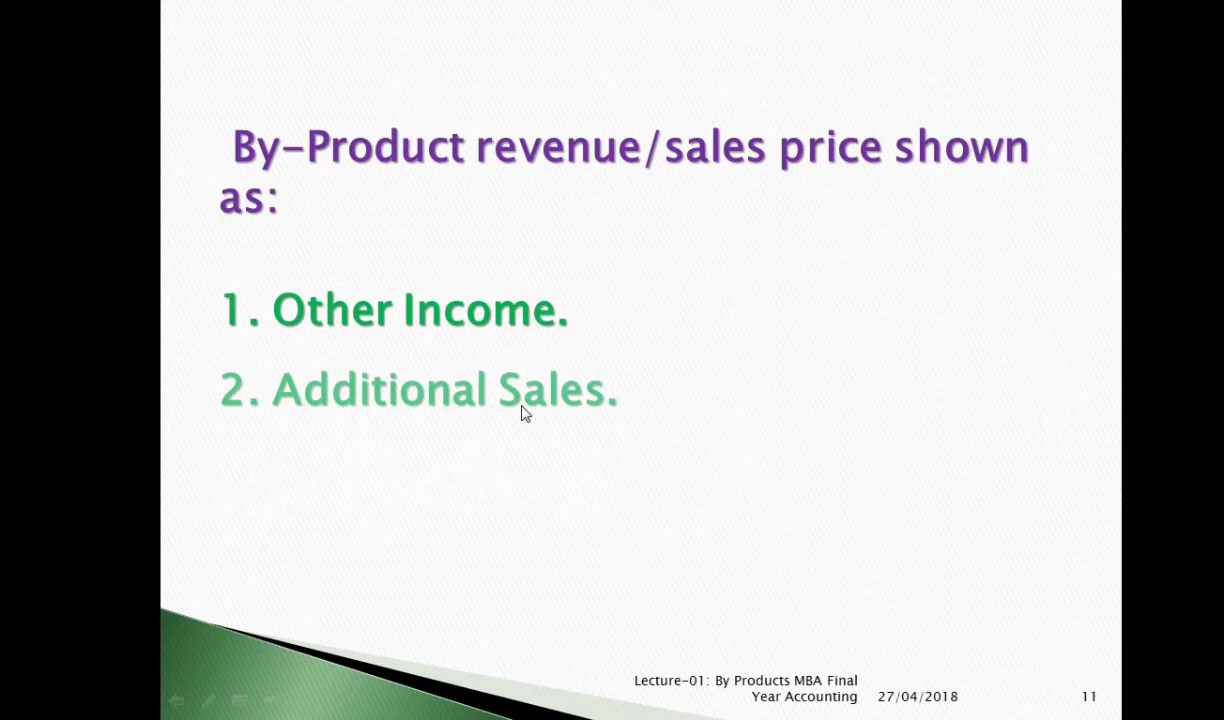 By-Product revenue/sales price shown
as:
1. Other Income.
2. Additional Sales.
Lecture-01: By Products MBA Final
Year Accounting
27/04/2018
11